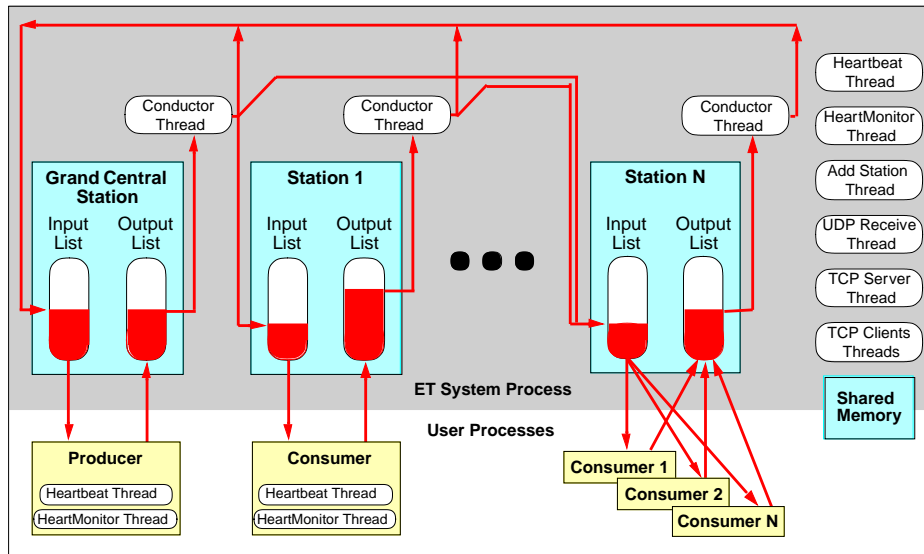 Heartbeat
Thread
Conductor
Thread
Conductor
Thread
Conductor
Thread
HeartMonitor
Thread
Grand Central
Station
Station 1
Station N
Add Station
Thread
Input
List
Output
List
Input
List
Output
List
Input
List
Output
List
UDP Receive
Thread
TCP Server
Thread
TCP Clients
Threads
ET System Process
Shared
Memory
User Processes
Producer
Heartbeat Thread
HeartMonitor Thread
Consumer
Heartbeat Thread
HeartMonitor Thread
Consumer 1
Consumer 2
Consumer N